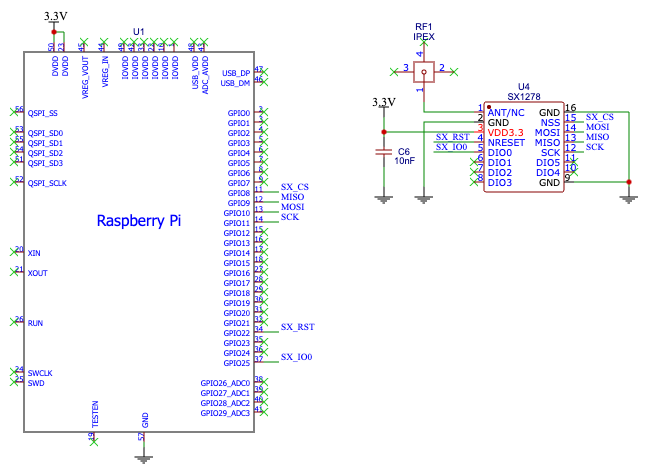 3.3V
U1
50 23 45 44 49 42 33 22 10 1 48 43
DVDD
DVDD
VREG_VOUT
VREG_IN
IOVDD
IOVDD
IOVDD
IOVDD
IOVDD
IOVDD
USB_VDD
ADC_AVDD
USB_DP 47
USB_DM 46
56 QSPI_SS
53 QSPI_SD0
55 QSPI_SD1
54 QSPI_SD2
51 QSPI_SD3
52 QSPI_SCLK
Raspberry Pi
20 XIN
21 XOUT
26 RUN
24 SWCLK
25 SWD
19 TESTEN
57 GND
GPIO0 2
GPIO1 3
GPIO2 4
GPIO3 5
GPIO4 6
GPIO5 7
GPIO6 8
GPIO7 9
GPIO8 11 SX_CS
GPIO9 12 MISO
GPIO10 13 MOSI
GPIO11 14 SCK
GPIO12 15
GPIO13 16
GPIO14 17
GPIO15 18
GPIO16 27
GPIO17 28
GPIO18 29
GPIO19 30
GPIO20 31
GPIO21 32
GPIO22 34 SX_RST
GPIO23 35
GPIO24 36
GPIO25 37 SX_IO0
GPIO26_ADC0 38
GPIO27_ADC1 39
GPIO28_ADC2 40
GPIO29_ADC3 41
RF1
IPEX
4
3 2
1
3.3V
C6
10nF
U4
SX1278
1 ANT/NC GND 16
2 GND NSS 15 SX_CS
3 VDD3.3 MOSI 14 MOSI
SX_RST 4 NRESET MISO 13 MISO
SX_IO0 5 DIO0 SCK 12 SCK
6 DIO1 DIO5 11
7 DIO2 DIO4 10
8 DIO3 GND 9